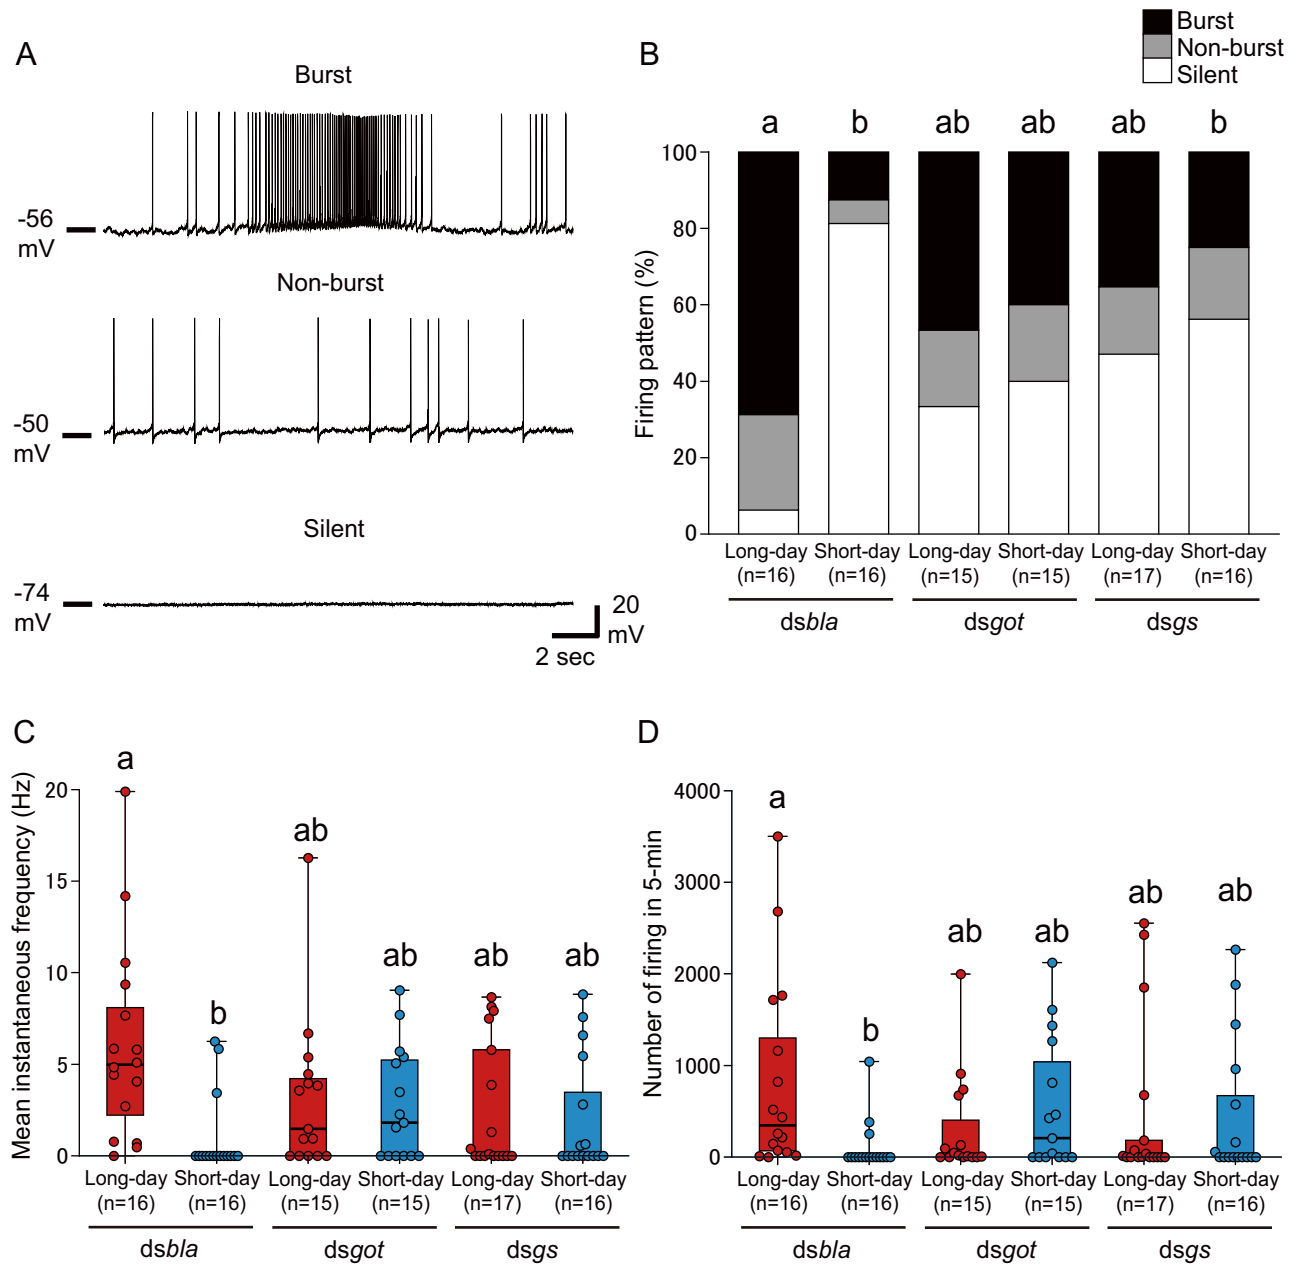 A
Burst
-56
mV
Non-burst
-50
mV
Silent
-74
mV
20
mV
2 sec
B
Burst
Non-burst
Silent
a b ab ab ab b
Firing pattern (%)
100
80
60
40
20
0
Long-day Short-day Long-day Short-day Long-day Short-day
(n=16) (n=16) (n=15) (n=15) (n=17) (n=16)
dsbla dsgot dsgs
C
Mean instantaneous frequency (Hz)
20
15
10
5
0
a b ab ab ab ab
Long-day Short-day Long-day Short-day Long-day Short-day
(n=16) (n=16) (n=15) (n=15) (n=17) (n=16)
dsbla dsgot dsgs
D
Number of firing in 5-min
4000
3000
2000
1000
0
a b ab ab ab ab
Long-day Short-day Long-day Short-day Long-day Short-day
(n=16) (n=16) (n=15) (n=15) (n=17) (n=16)
dsbla dsgot dsgs